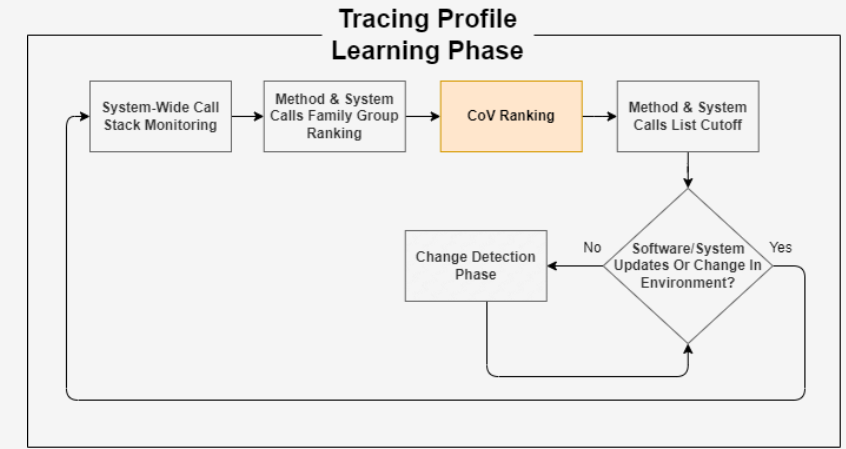 Tracing Profile
Learning Phase
System-Wide Call
Stack Monitoring
Method & System
Calls Family Group
Ranking
CoV Ranking
Method & System
Calls List Cutoff
Change Detection
Phase
No
Software/System
Updates Or Change In
Environment?
Yes